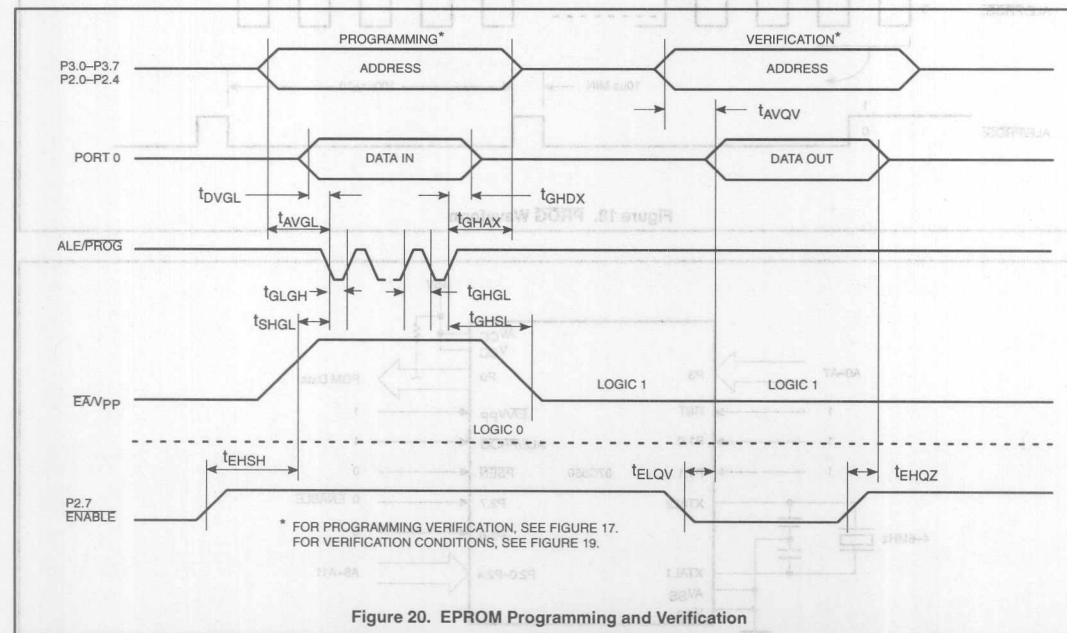 PROGRAMMING*
VERIFICATION*
P3.0–P3.7
P2.0–P2.4
ADDRESS
ADDRESS
tAVQV
PORT 0
DATA IN
DATA OUT
tDVGL
tGHDX
tAVGL
tGHAX
ALE/PROG
tGLGH
tGHGL
tSHGL
tGHSL
LOGIC 1
LOGIC 1
EA/VPP
LOGIC 0
tEHSH
tELQV
tEHQZ
P2.7
ENABLE
* FOR PROGRAMMING VERIFICATION, SEE FIGURE 17.
FOR VERIFICATION CONDITIONS, SEE FIGURE 19.
Figure 20. EPROM Programming and Verification